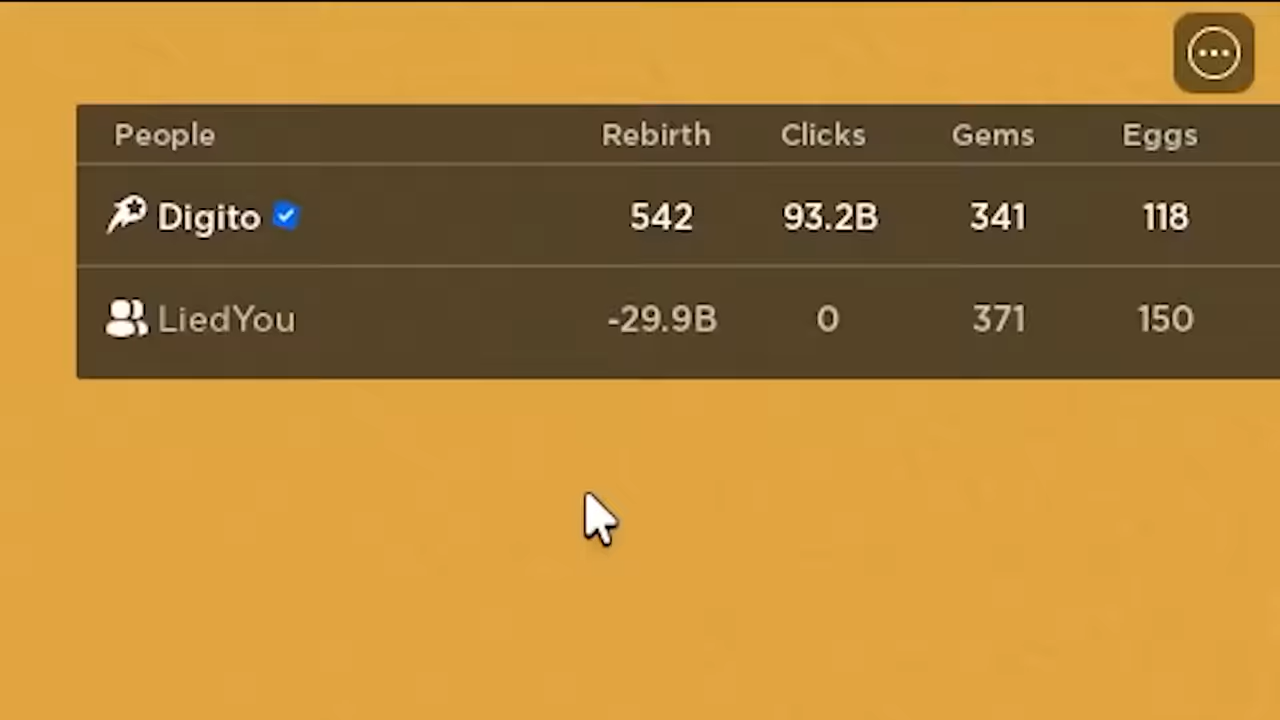 People Rebirth Clicks Gems Eggs
Digito 542 93.2B 341 118
LiedYou -29.9B 0 371 150